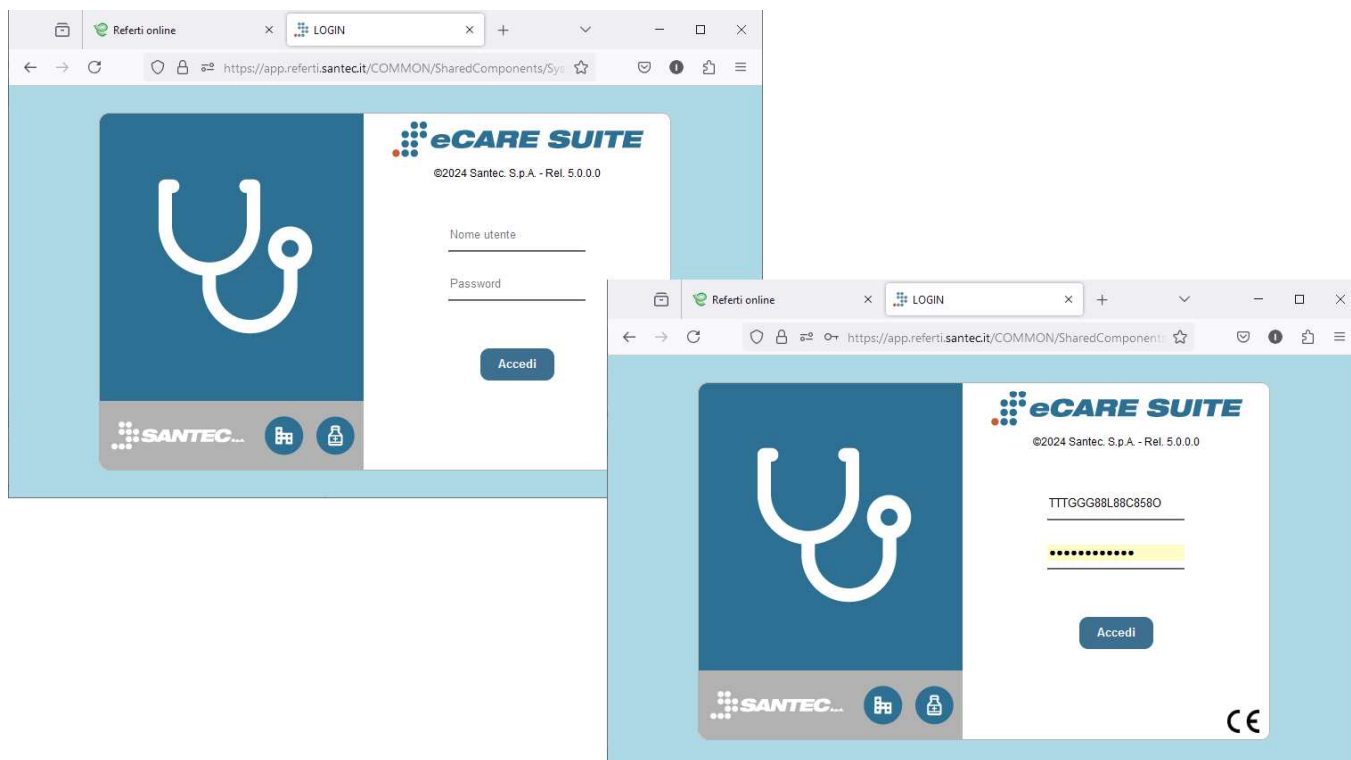 Referti online
LOGIN
https://app.referti.santec.it/COMMON/SharedComponents/Sys
eCARE SUITE
©2024 Santec. S.p.A. - Rel. 5.0.0.0
Nome utente
Password
Accedi
SANTEC...
Referti online
LOGIN
https://app.referti.santec.it/COMMON/SharedComponents
eCARE SUITE
©2024 Santec. S.p.A. - Rel. 5.0.0.0
TTTGGG88L88C858O
••••••••••••
Accedi
SANTEC...
CE